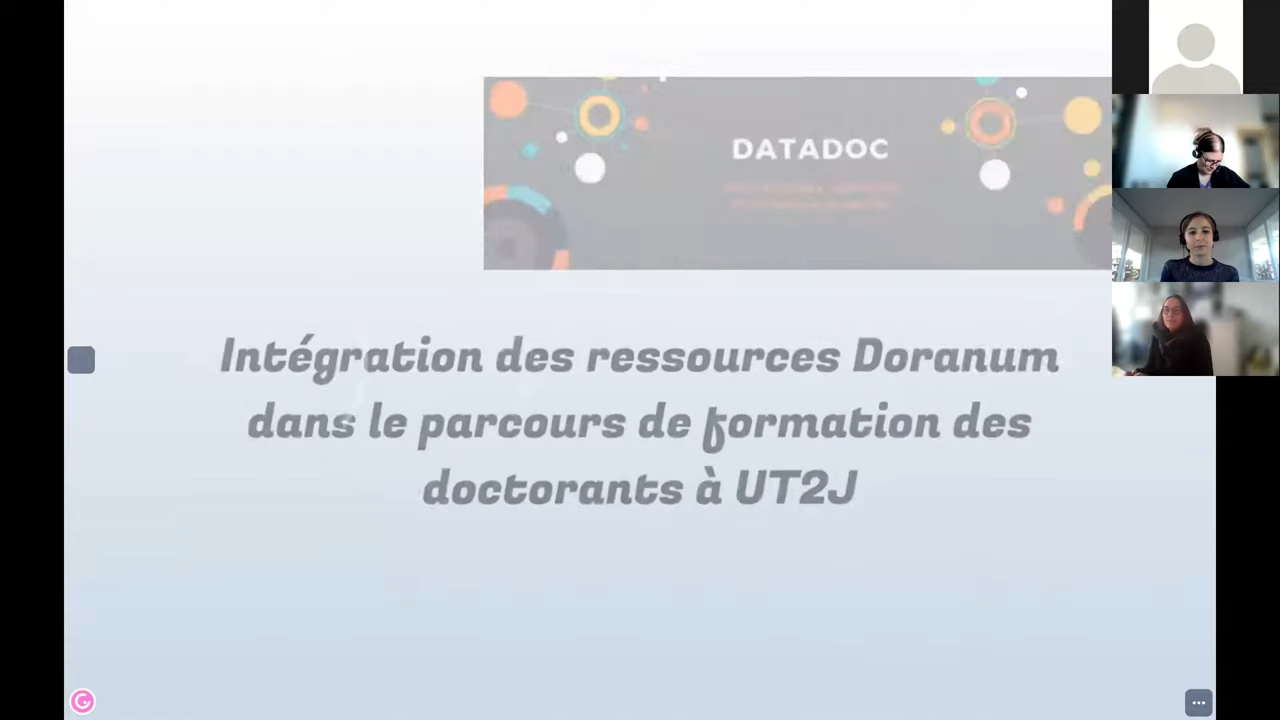 DATADOC
Intégration des ressources Doranum
dans le parcours de formation des
doctorants à UT2J